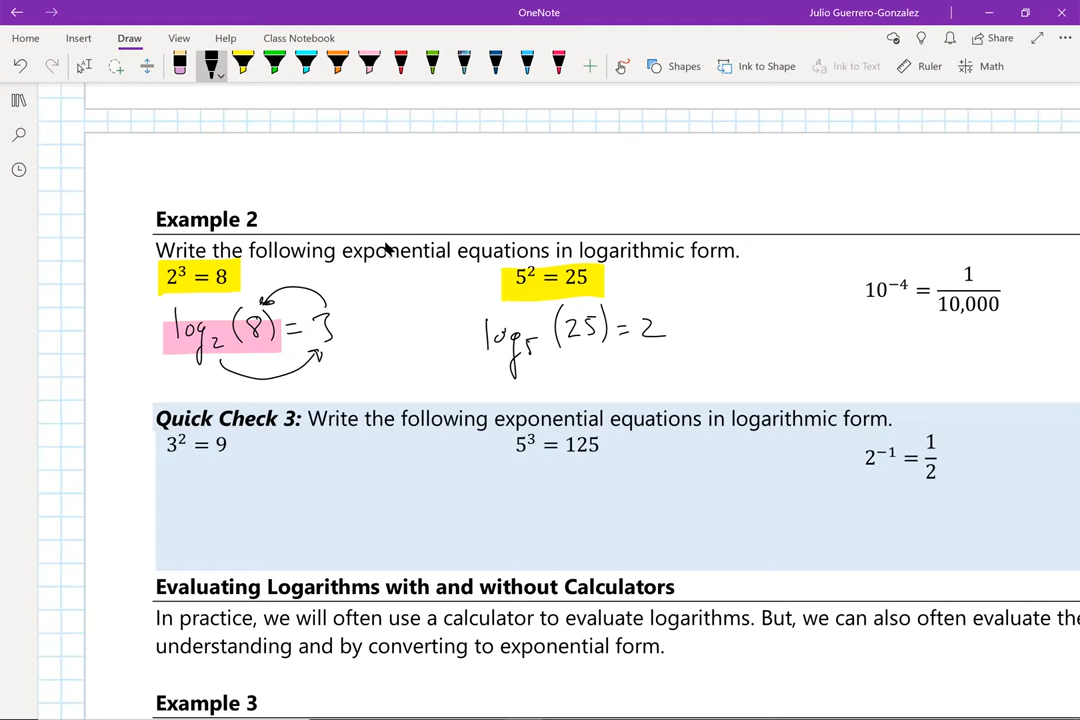 OneNote
Julio Guerrero-Gonzalez
Home Insert Draw View Help Class Notebook
Share
Shapes Ink to Shape Ink to Text Ruler Math
Example 2
Write the following exponential equations in logarithmic form.
2³ = 8 5² = 25 10⁻⁴ = 1/10,000
log₂(8) = 3 log₅(25) = 2
Quick Check 3: Write the following exponential equations in logarithmic form.
3² = 9 5³ = 125 2⁻¹ = 1/2
Evaluating Logarithms with and without Calculators
In practice, we will often use a calculator to evaluate logarithms. But, we can also often evaluate the
understanding and by converting to exponential form.
Example 3